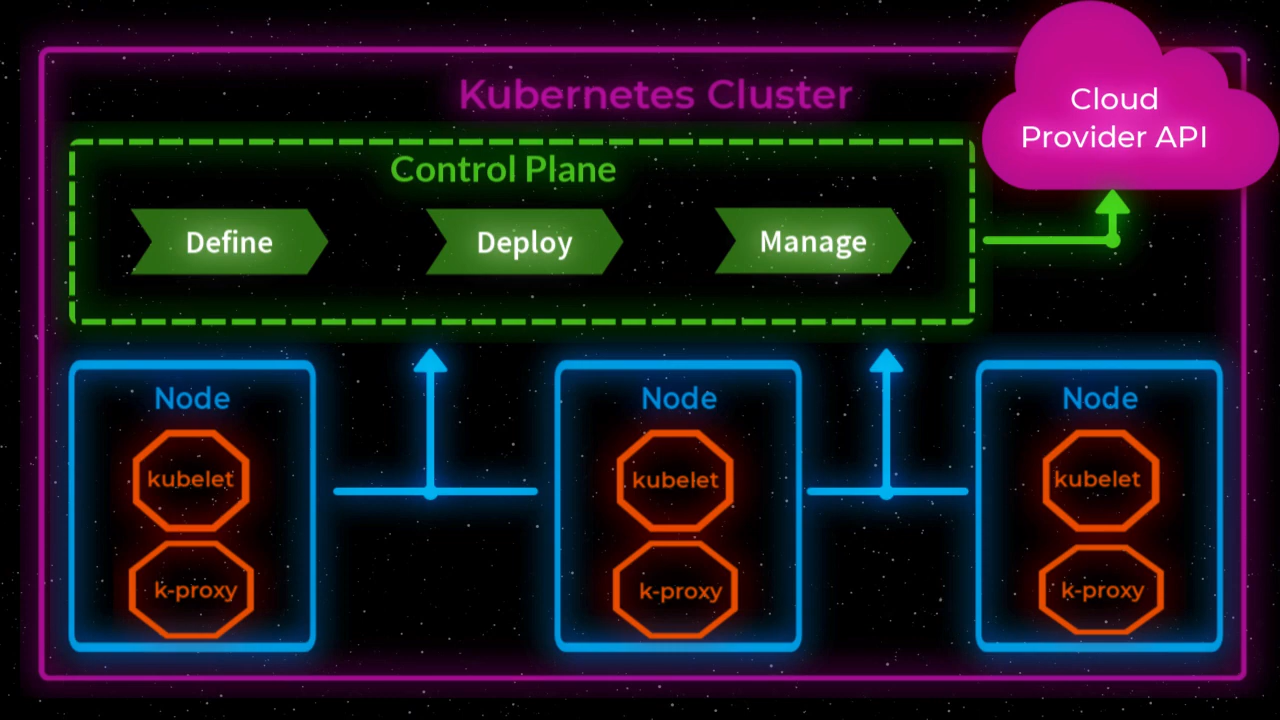 Kubernetes Cluster
Cloud
Provider API
Control Plane
Define
Deploy
Manage
Node
kubelet
k-proxy
Node
kubelet
k-proxy
Node
kubelet
k-proxy